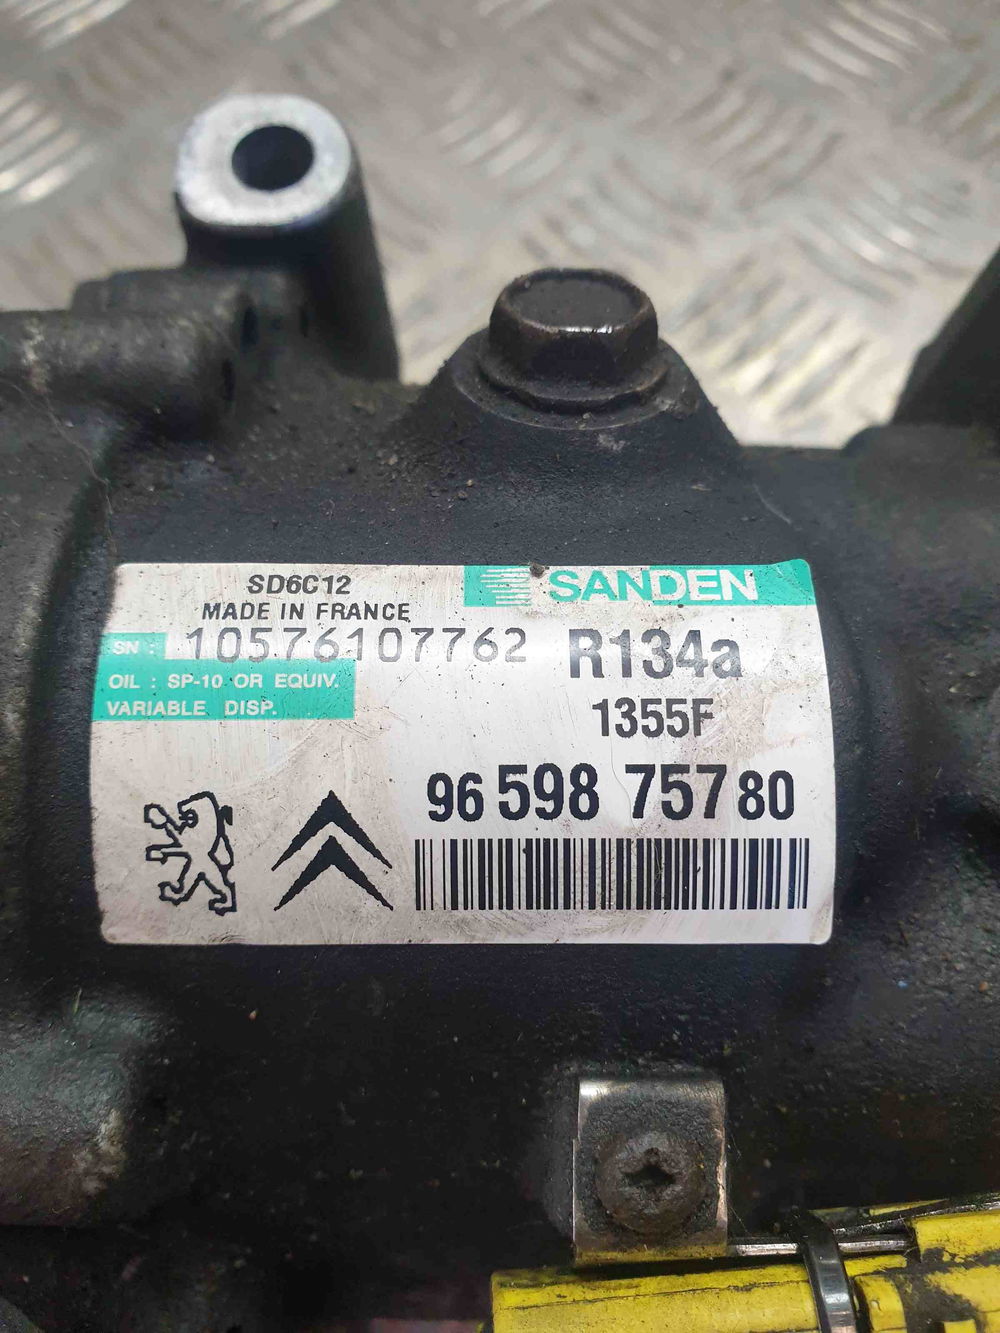 SD6C12
SANDEN
MADE IN FRANCE
SN : 10576107762
R134a
OIL : SP-10 OR EQUIV.
VARIABLE DISP.
1355F
96 598 757 80